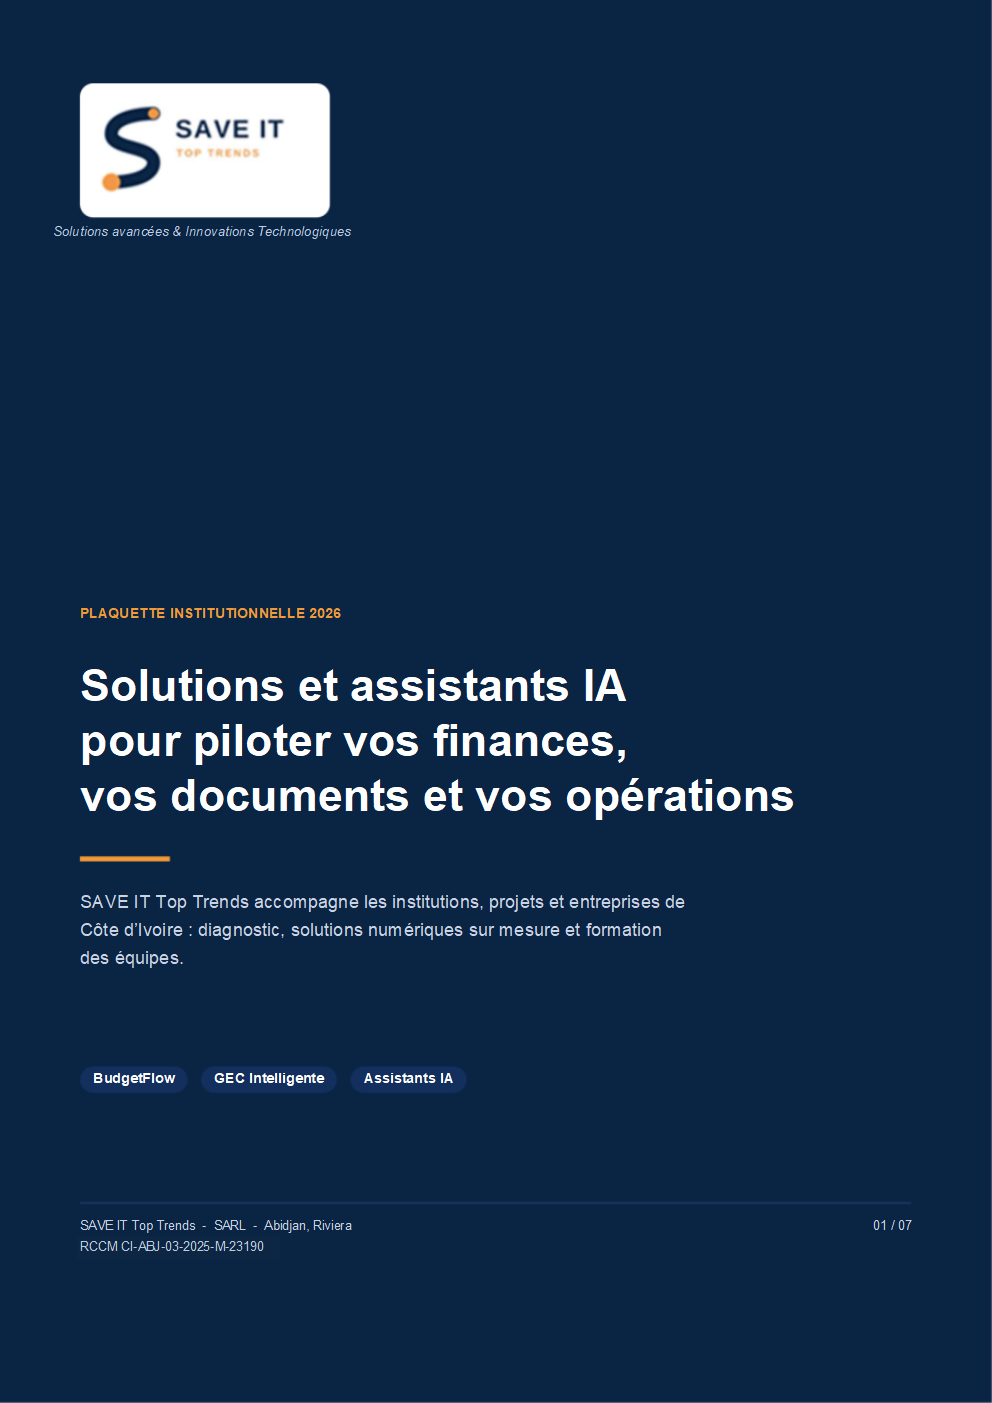 SAVE IT
TOP TRENDS
Solutions avancées & Innovations Technologiques
PLAQUETTE INSTITUTIONNELLE 2026
Solutions et assistants IA
pour piloter vos finances,
vos documents et vos opérations
SAVE IT Top Trends accompagne les institutions, projets et entreprises de
Côte d’Ivoire : diagnostic, solutions numériques sur mesure et formation
des équipes.
BudgetFlow GEC Intelligente Assistants IA
SAVE IT Top Trends - SARL - Abidjan, Riviera 01 / 07
RCCM CI-ABJ-03-2025-M-23190